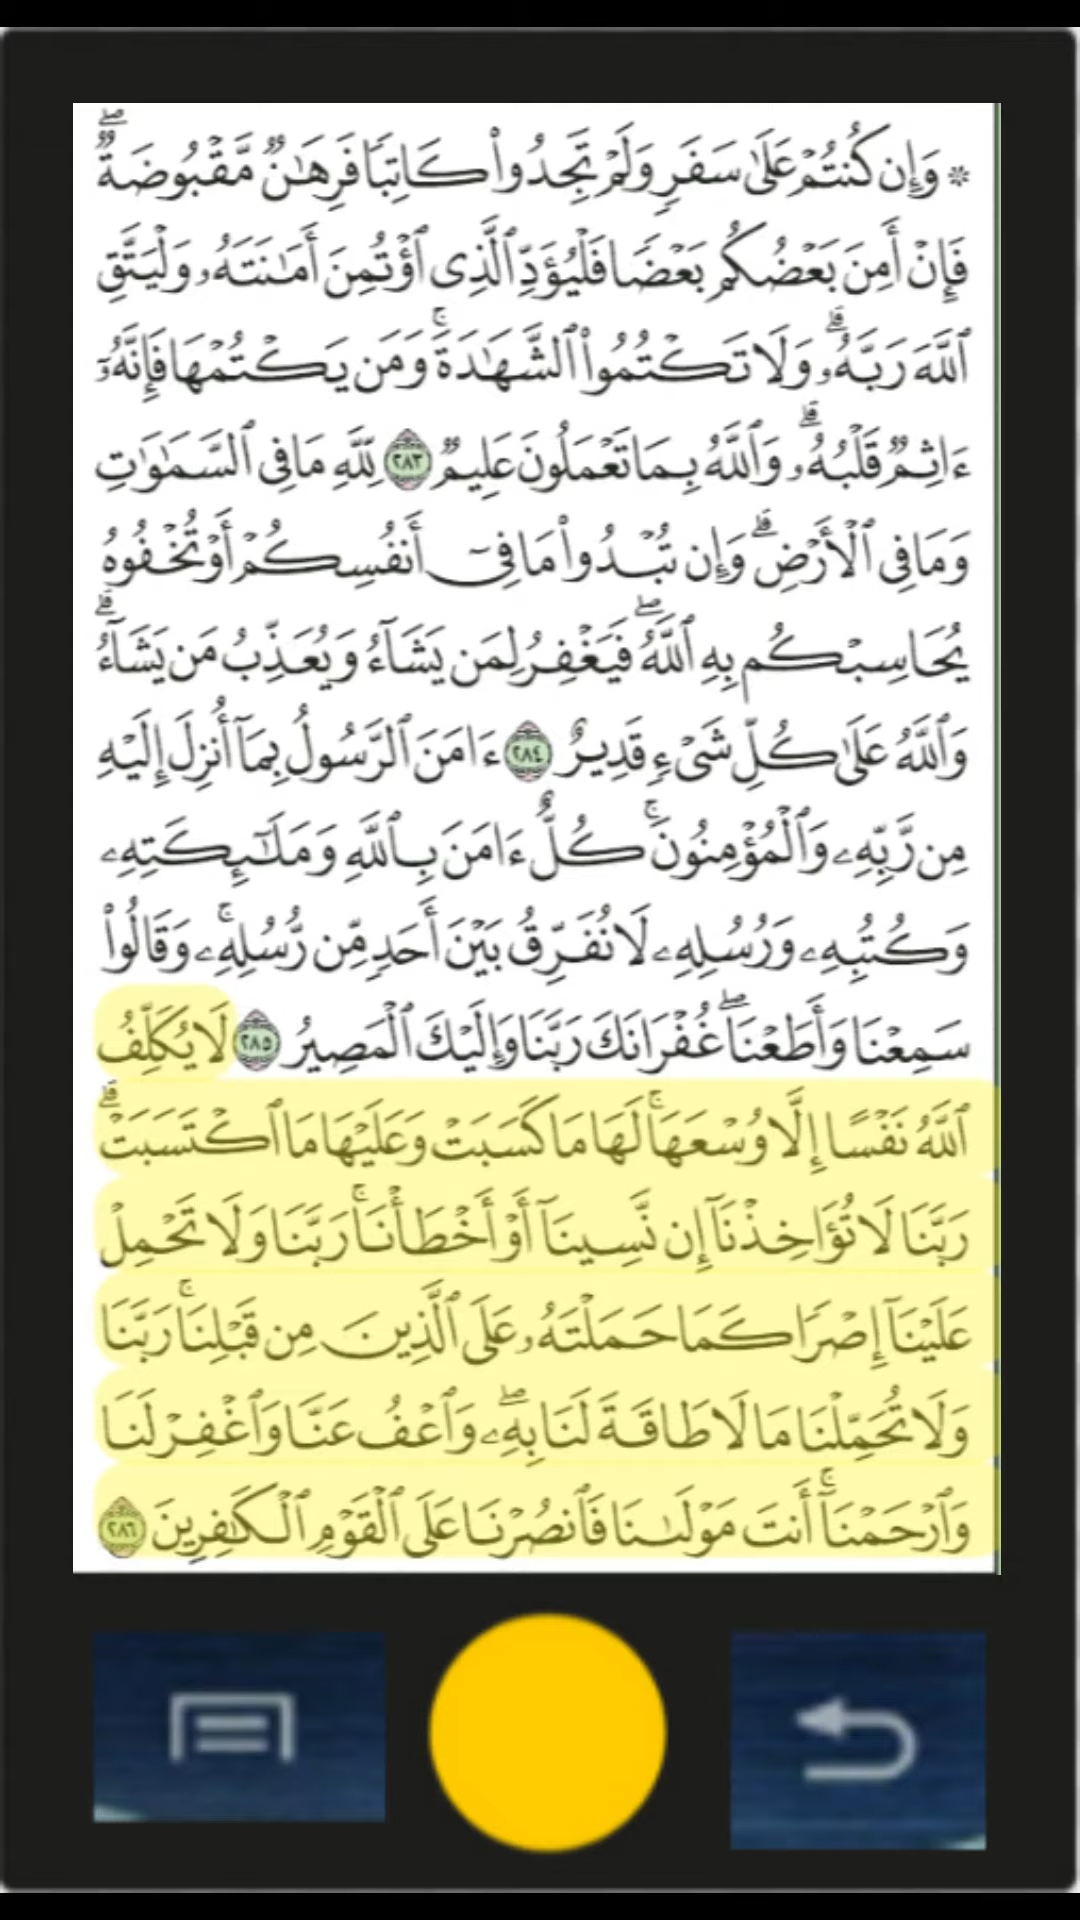 ۞ وَإِن كُنتُمْ عَلَىٰ سَفَرٍ وَلَمْ تَجِدُوا۟ كَاتِبًا فَرِهَـٰنٌ مَّقْبُوضَةٌ ۖ
فَإِنْ أَمِنَ بَعْضُكُم بَعْضًا فَلْيُؤَدِّ ٱلَّذِى ٱؤْتُمِنَ أَمَـٰنَتَهُۥ وَلْيَتَّقِ
ٱللَّهَ رَبَّهُۥ ۗ وَلَا تَكْتُمُوا۟ ٱلشَّهَـٰدَةَ ۚ وَمَن يَكْتُمْهَا فَإِنَّهُۥٓ
ءَاثِمٌ قَلْبُهُۥ ۗ وَٱللَّهُ بِمَا تَعْمَلُونَ عَلِيمٌ ٢٨٣ لِّلَّهِ مَا فِى ٱلسَّمَـٰوَٰتِ
وَمَا فِى ٱلْأَرْضِ ۗ وَإِن تُبْدُوا۟ مَا فِىٓ أَنفُسِكُمْ أَوْ تُخْفُوهُ
يُحَاسِبْكُم بِهِ ٱللَّهُ ۖ فَيَغْفِرُ لِمَن يَشَآءُ وَيُعَذِّبُ مَن يَشَآءُ ۗ
وَٱللَّهُ عَلَىٰ كُلِّ شَىْءٍ قَدِيرٌ ٢٨٤ ءَامَنَ ٱلرَّسُولُ بِمَآ أُنزِلَ إِلَيْهِ
مِن رَّبِّهِۦ وَٱلْمُؤْمِنُونَ ۚ كُلٌّ ءَامَنَ بِٱللَّهِ وَمَلَـٰٓئِكَتِهِۦ
وَكُتُبِهِۦ وَرُسُلِهِۦ لَا نُفَرِّقُ بَيْنَ أَحَدٍ مِّن رُّسُلِهِۦ ۚ وَقَالُوا۟
سَمِعْنَا وَأَطَعْنَا ۖ غُفْرَانَكَ رَبَّنَا وَإِلَيْكَ ٱلْمَصِيرُ ٢٨٥ لَا يُكَلِّفُ
ٱللَّهُ نَفْسًا إِلَّا وُسْعَهَا ۚ لَهَا مَا كَسَبَتْ وَعَلَيْهَا مَا ٱكْتَسَبَتْ ۗ
رَبَّنَا لَا تُؤَاخِذْنَآ إِن نَّسِينَآ أَوْ أَخْطَأْنَا ۚ رَبَّنَا وَلَا تَحْمِلْ
عَلَيْنَآ إِصْرًا كَمَا حَمَلْتَهُۥ عَلَى ٱلَّذِينَ مِن قَبْلِنَا ۚ رَبَّنَا
وَلَا تُحَمِّلْنَا مَا لَا طَاقَةَ لَنَا بِهِۦ ۖ وَٱعْفُ عَنَّا وَٱغْفِرْ لَنَا
وَٱرْحَمْنَآ ۚ أَنتَ مَوْلَىٰنَا فَٱنصُرْنَا عَلَى ٱلْقَوْمِ ٱلْكَـٰفِرِينَ ٢٨٦